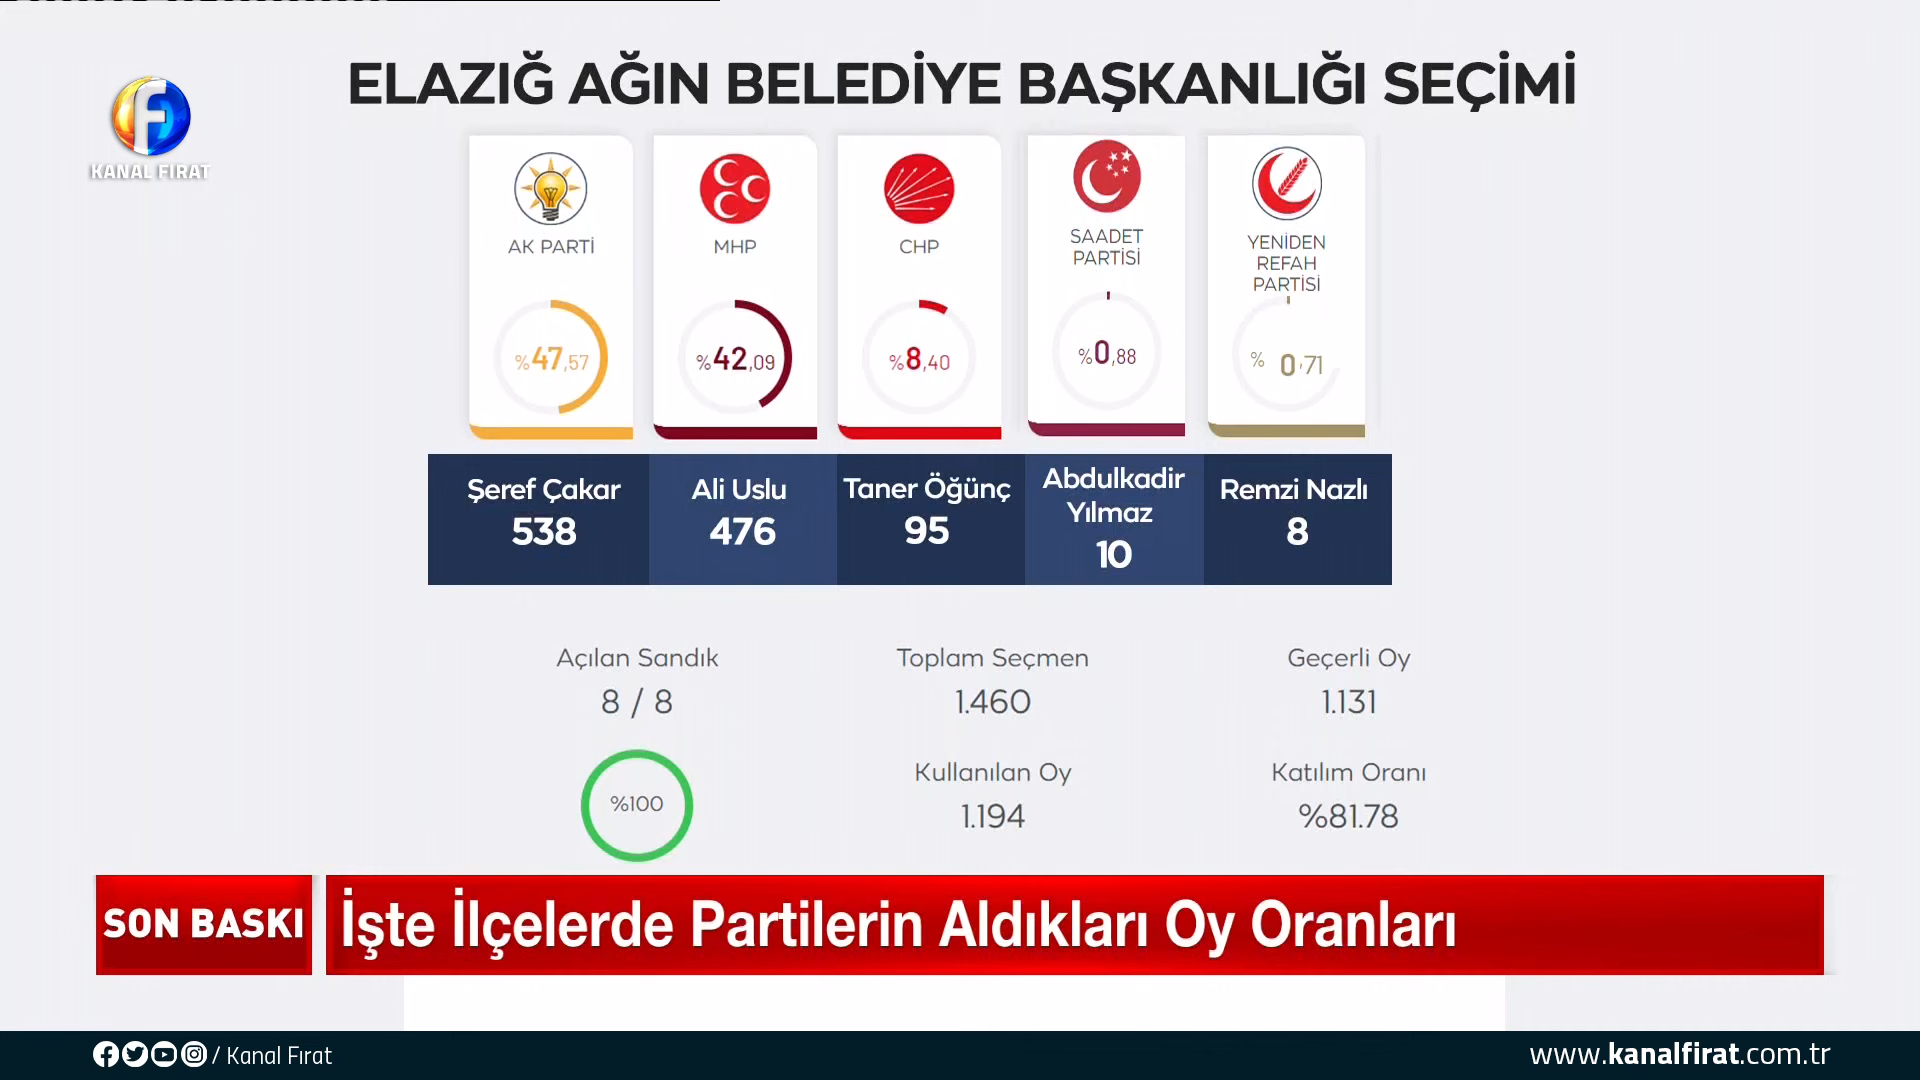 ELAZIĞ AĞIN BELEDİYE BAŞKANLIĞI SEÇİMİ
KANAL FIRAT
AK PARTİ
MHP
CHP
SAADET
PARTİSİ
YENİDEN
REFAH
PARTİSİ
%47,57
%42,09
%8,40
%0,88
% 0,71
Şeref Çakar
538
Ali Uslu
476
Taner Öğünç
95
Abdulkadir
Yılmaz
10
Remzi Nazlı
8
Açılan Sandık
8 / 8
%100
Toplam Seçmen
1.460
Geçerli Oy
1.131
Kullanılan Oy
1.194
Katılım Oranı
%81.78
SON BASKI
İşte İlçelerde Partilerin Aldıkları Oy Oranları
/ Kanal Fırat
www.kanalfirat.com.tr